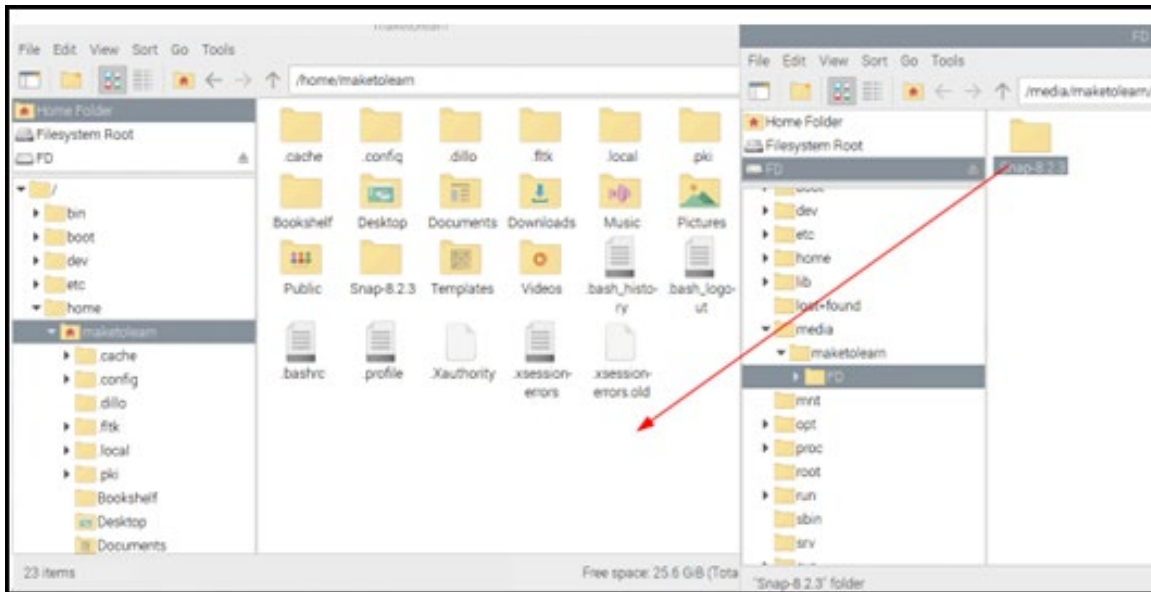 File Edit View Sort Go Tools
/home/maketolearn
Home Folder
Filesystem Root
FD
/
bin
boot
dev
etc
home
maketolearn
.cache
.config
.dillo
.fltk
.local
.pki
Bookshelf
Desktop
Documents
.cache .config .dillo .fltk .local .pki
Bookshelf Desktop Documents Downloads Music Pictures
Public Snap-8.2.3 Templates Videos .bash_histo- .bash_logo-
ry ut
.bashrc .profile .Xauthority .xsession- .xsession-
errors errors.old
23 items Free space: 25.6 GiB (Tota
FD
File Edit View Sort Go Tools
/media/maketolearn/
Home Folder
Filesystem Root
FD
dev
etc
home
lib
lost+found
media
maketolearn
FD
mnt
opt
proc
root
run
sbin
srv
Snap-8.2.3
"Snap-8.2.3" folder